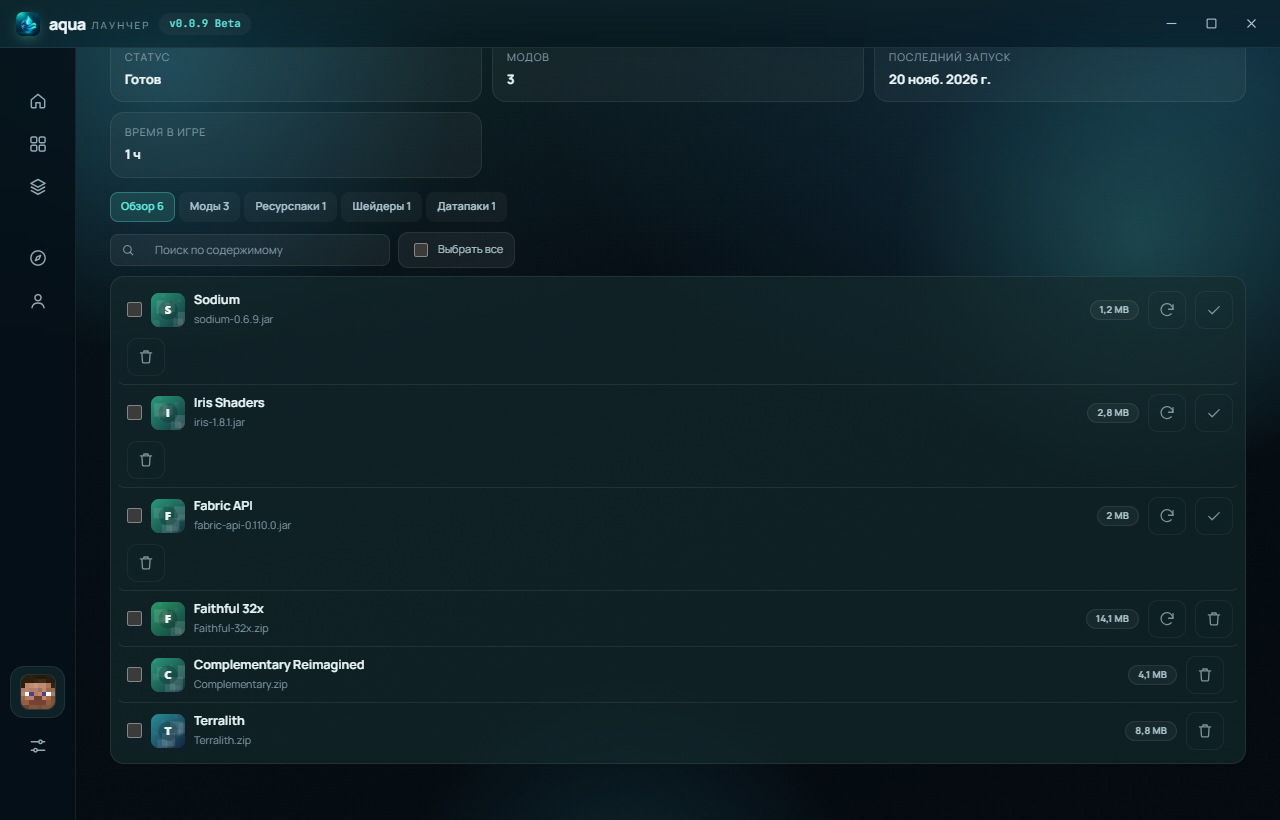 aqua ЛАУНЧЕР v0.0.9 Beta
СТАТУС
Готов
МОДОВ
3
ПОСЛЕДНИЙ ЗАПУСК
20 нояб. 2026 г.
ВРЕМЯ В ИГРЕ
1 ч
Обзор 6 Моды 3 Ресурспаки 1 Шейдеры 1 Датапаки 1
Поиск по содержимому Выбрать все
S Sodium
sodium-0.6.9.jar
1,2 MB
I Iris Shaders
iris-1.8.1.jar
2,8 MB
F Fabric API
fabric-api-0.110.0.jar
2 MB
F Faithful 32x
Faithful-32x.zip
14,1 MB
C Complementary Reimagined
Complementary.zip
4,1 MB
T Terralith
Terralith.zip
8,8 MB